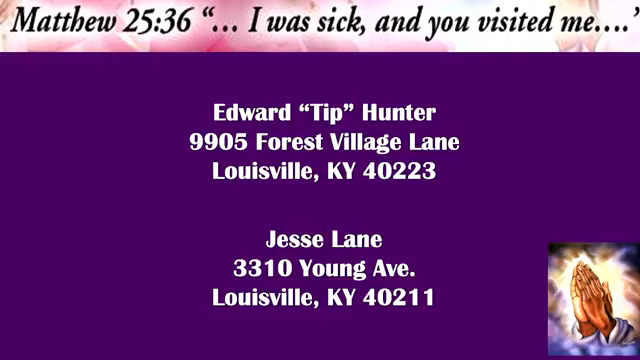 Matthew 25:36 “... I was sick, and you visited me....”
Edward “Tip” Hunter
9905 Forest Village Lane
Louisville, KY 40223
Jesse Lane
3310 Young Ave.
Louisville, KY 40211